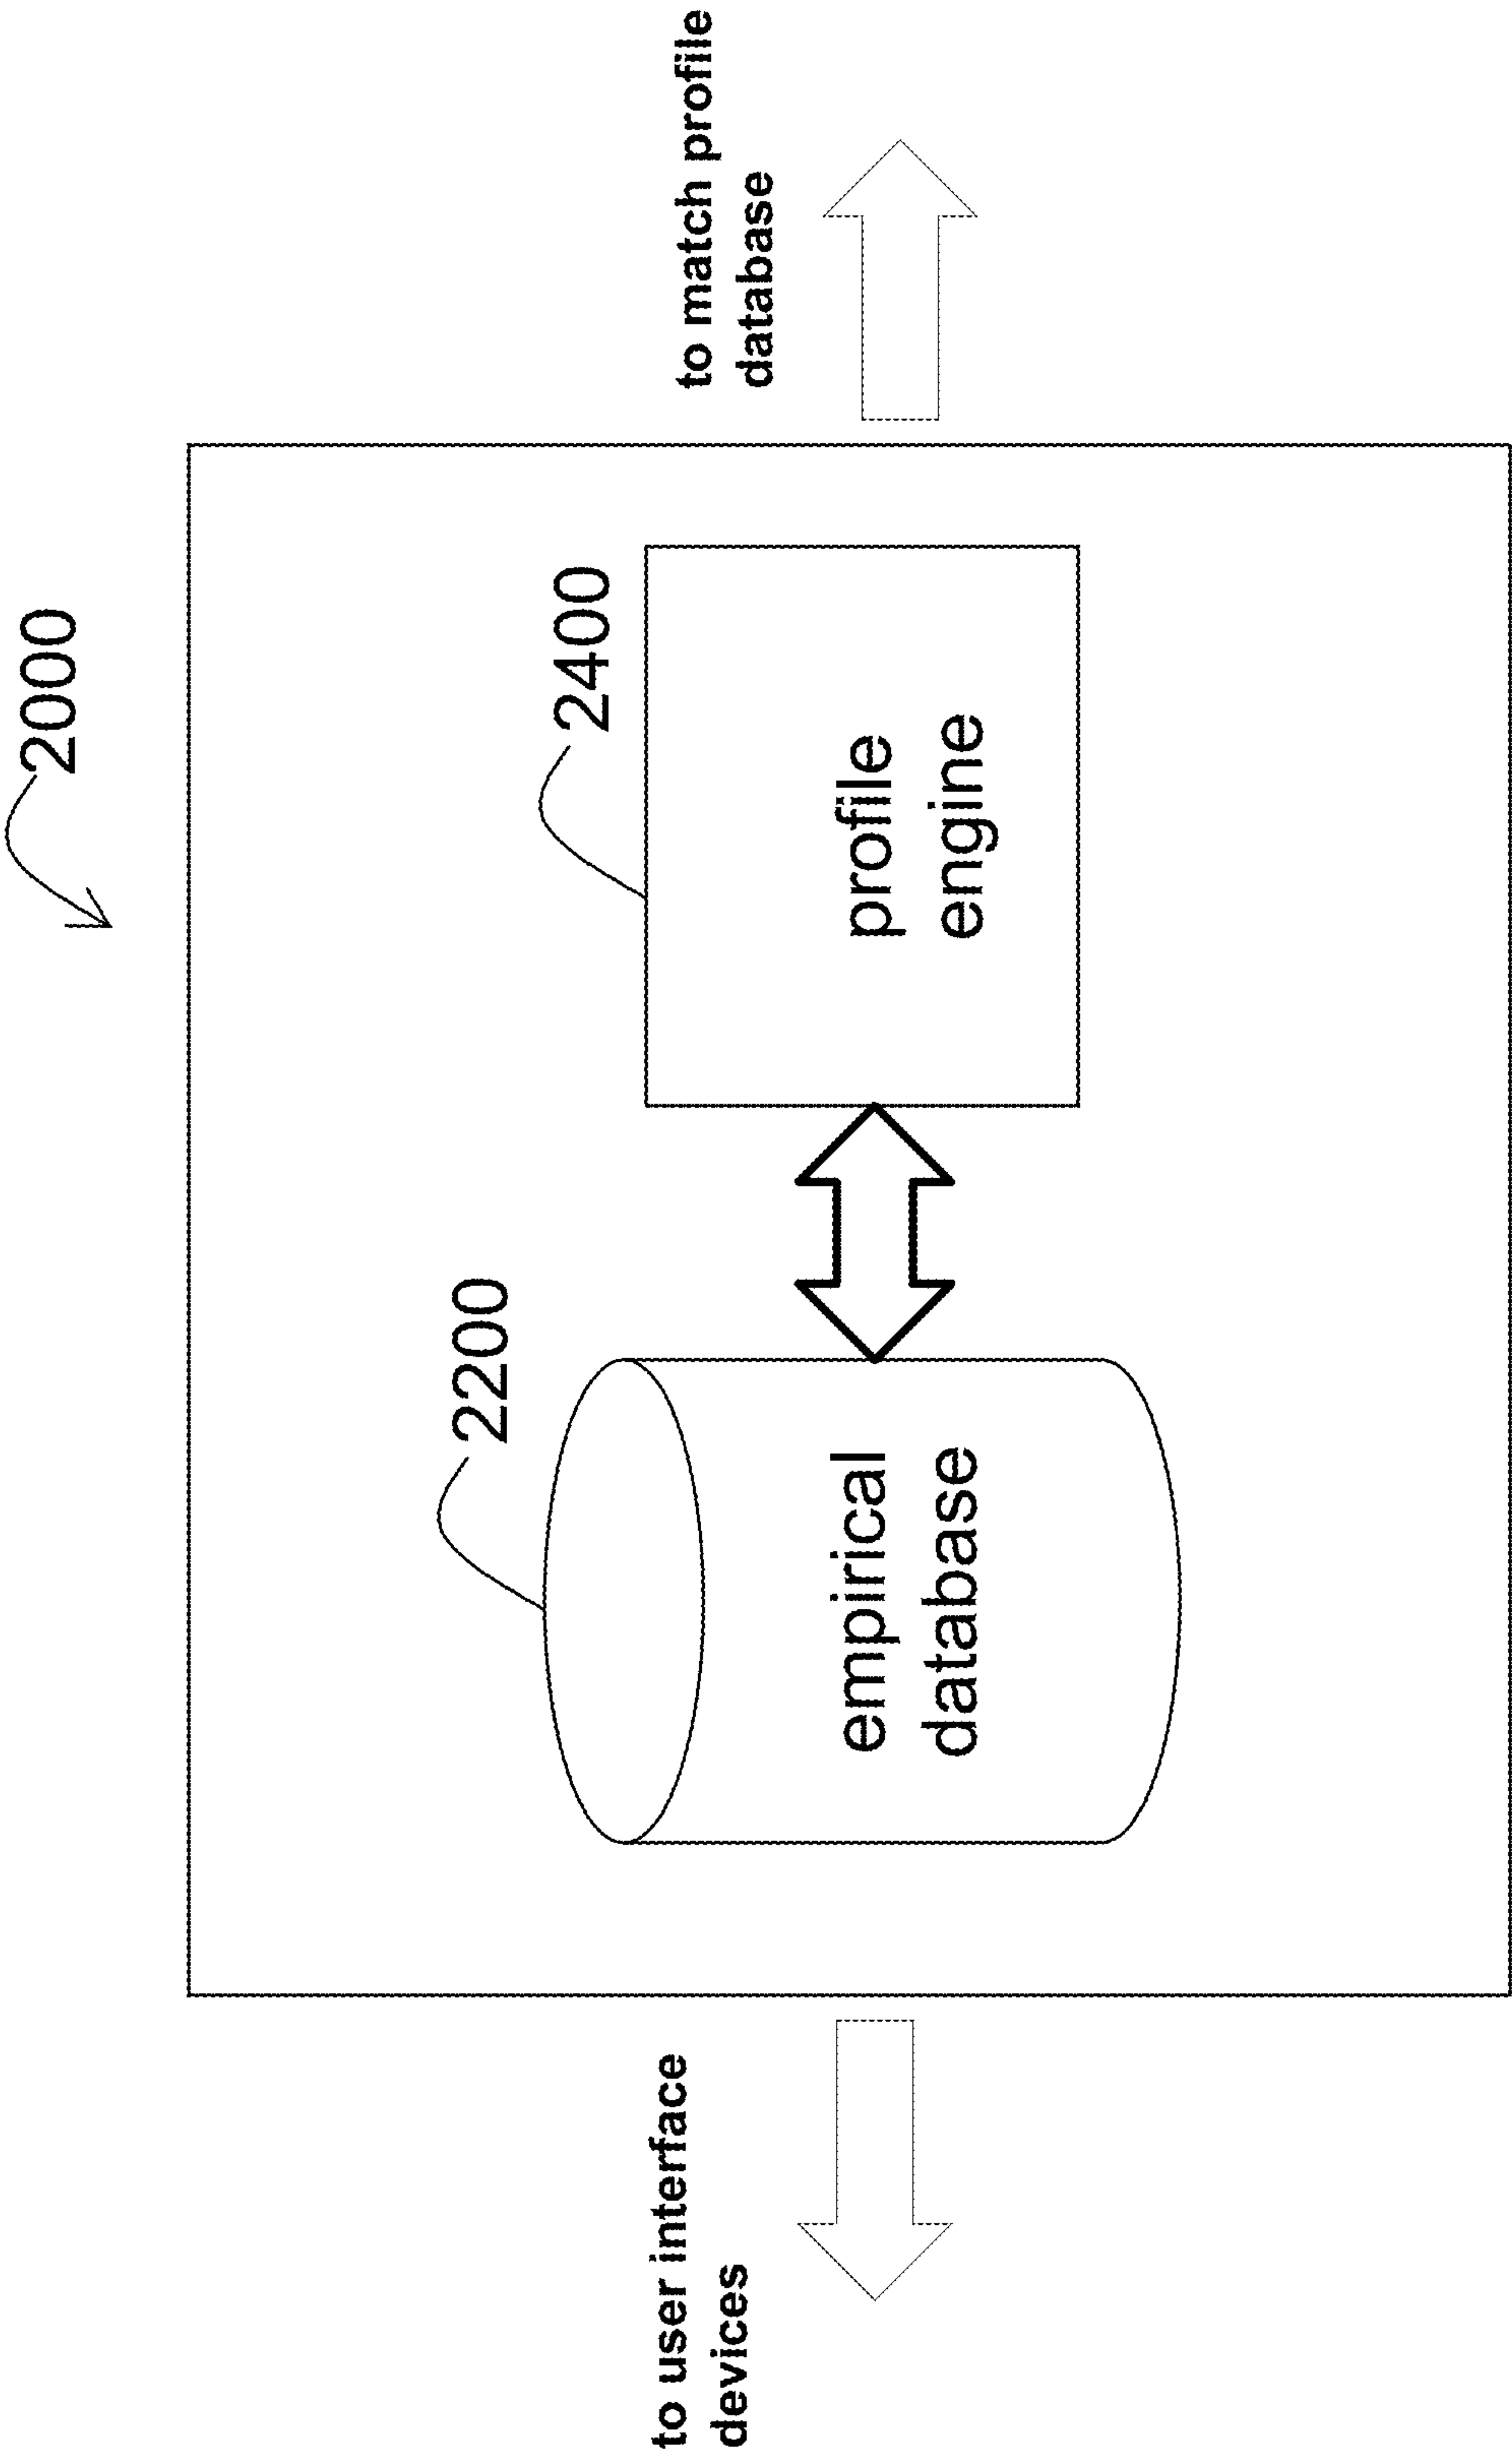 2000
2400
2200
to user interface
devices
empirical
database
profile
engine
to match profile
database